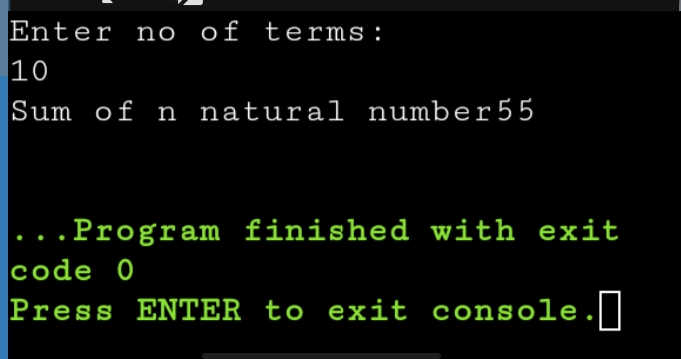 Enter no of terms:
10
Sum of n natural number55
...Program finished with exit
code 0
Press ENTER to exit console.